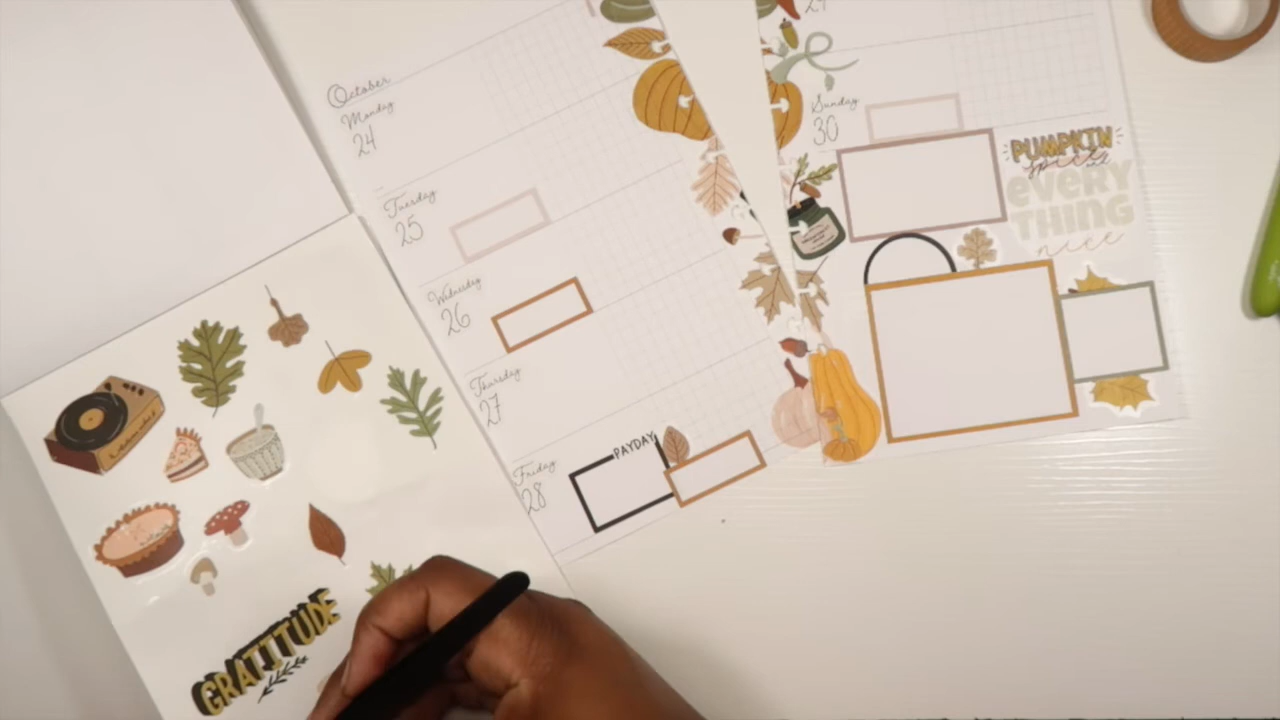 October
Monday
24
Tuesday
25
Wednesday
26
Thursday
27
Friday
28
PAYDAY
Sunday
30
PUMPKIN
spice and
everY
THING
nice
GRATITUDE